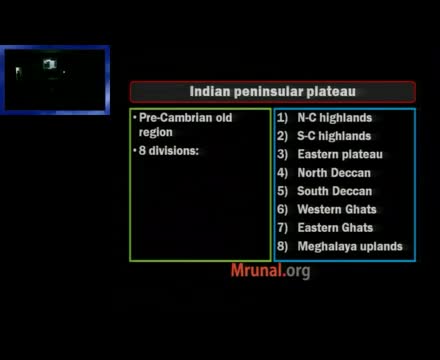 Indian peninsular plateau
• Pre-Cambrian old
region
• 8 divisions:
1) N-C highlands
2) S-C highlands
3) Eastern plateau
4) North Deccan
5) South Deccan
6) Western Ghats
7) Eastern Ghats
8) Meghalaya uplands
Mrunal.org